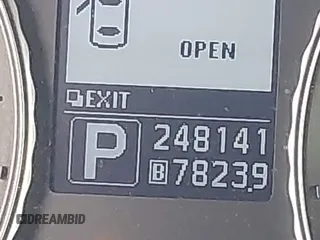 OPEN
EXIT
P 248141
B 7823.9
DREAMBID